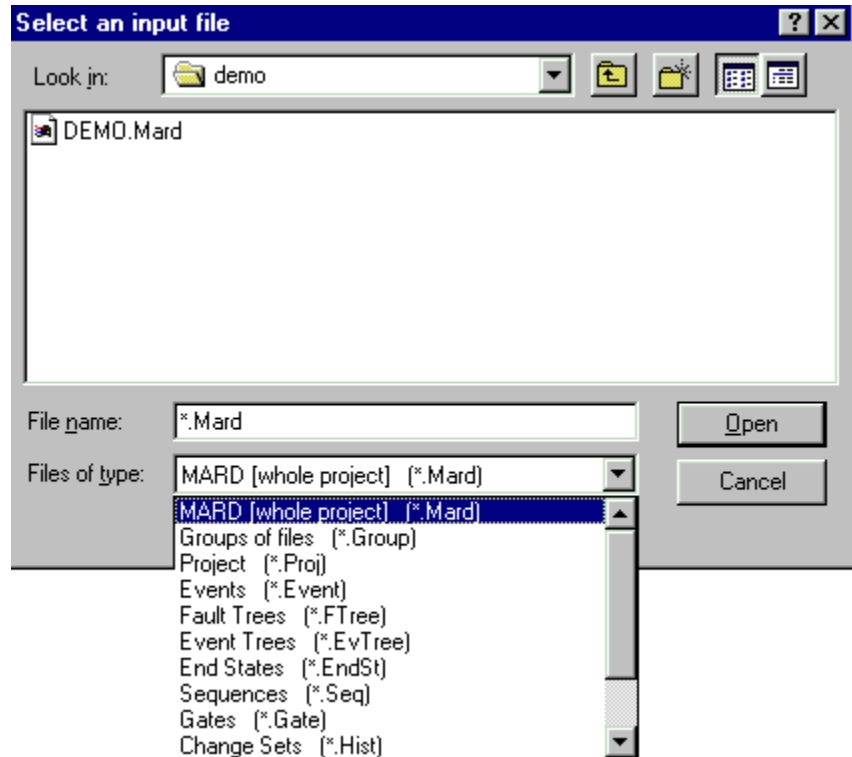 Select an input file
Look in: demo
DEMO.Mard
File name: *.Mard Open
Files of type: MARD [whole project] (*.Mard) Cancel
MARD [whole project] (*.Mard)
Groups of files (*.Group)
Project (*.Proj)
Events (*.Event)
Fault Trees (*.FTree)
Event Trees (*.EvTree)
End States (*.EndSt)
Sequences (*.Seq)
Gates (*.Gate)
Change Sets (*.Hist)